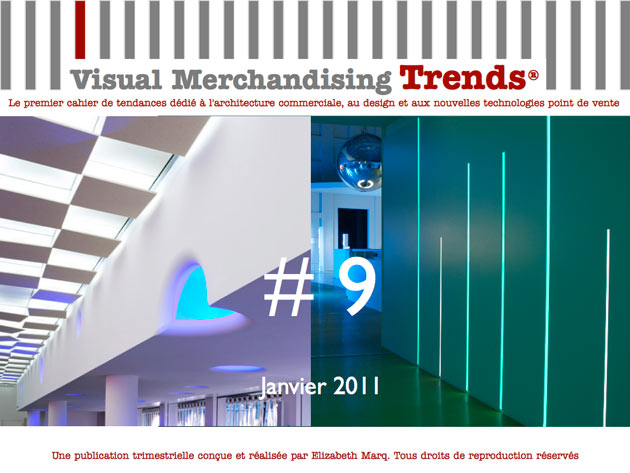 Visual Merchandising Trends®
Le premier cahier de tendances dédié à l'architecture commerciale, au design et aux nouvelles technologies point de vente
# 9
Janvier 2011
Une publication trimestrielle conçue et réalisée par Elizabeth Marq. Tous droits de reproduction réservés